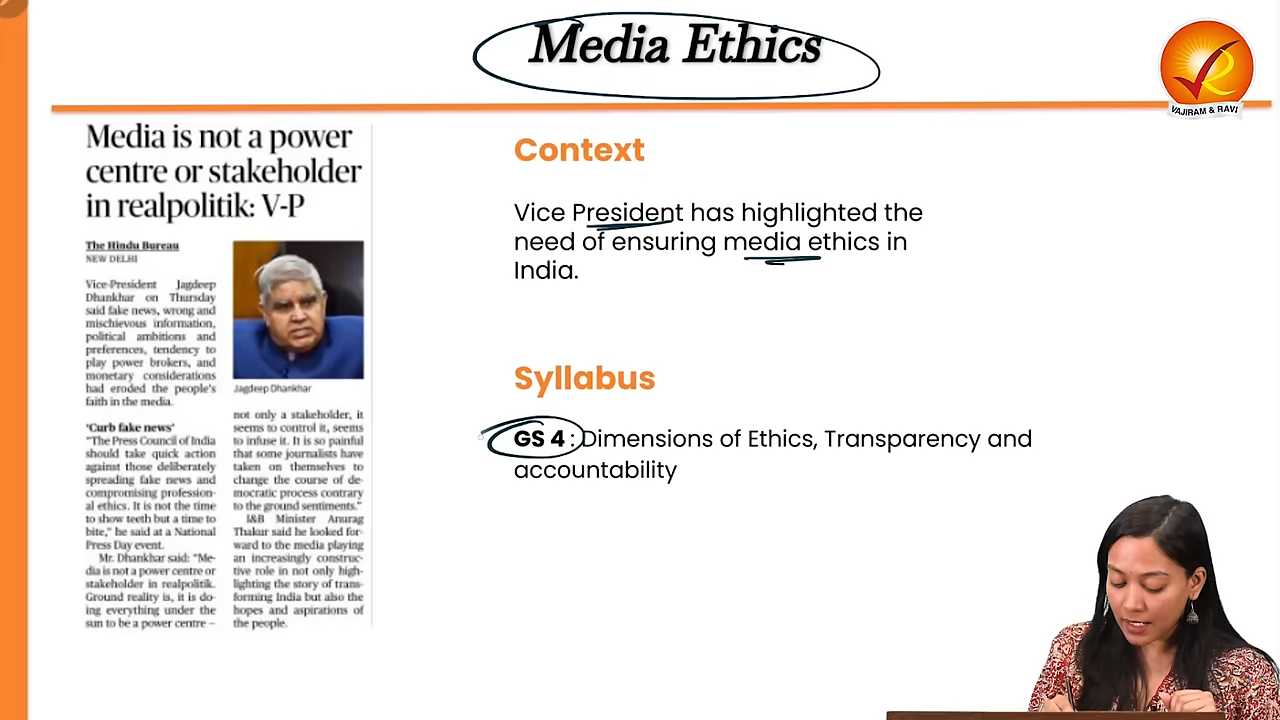 Media Ethics
VAJIRAM & RAVI
Media is not a power
centre or stakeholder
in realpolitik: V-P
The Hindu Bureau
NEW DELHI
Vice-President Jagdeep
Dhankhar on Thursday
said fake news, wrong and
mischievous information,
political ambitions and
preferences, tendency to
play power brokers, and
monetary considerations
had eroded the people's
faith in the media.
'Curb fake news'
"The Press Council of India
should take quick action
against those deliberately
spreading fake news and
compromising profession-
al ethics. It is not the time
to show teeth but a time to
bite," he said at a National
Press Day event.
Mr. Dhankhar said: "Me-
dia is not a power centre or
stakeholder in realpolitik.
Ground reality is, it is do-
ing everything under the
sun to be a power centre –
Jagdeep Dhankhar
not only a stakeholder, it
seems to control it, seems
to infuse it. It is so painful
that some journalists have
taken on themselves to
change the course of de-
mocratic process contrary
to the ground sentiments."
I&B Minister Anurag
Thakur said he looked for-
ward to the media playing
an increasingly construc-
tive role in not only high-
lighting the story of trans-
forming India but also the
hopes and aspirations of
the people.
Context
Vice President has highlighted the
need of ensuring media ethics in
India.
Syllabus
GS 4 : Dimensions of Ethics, Transparency and
accountability